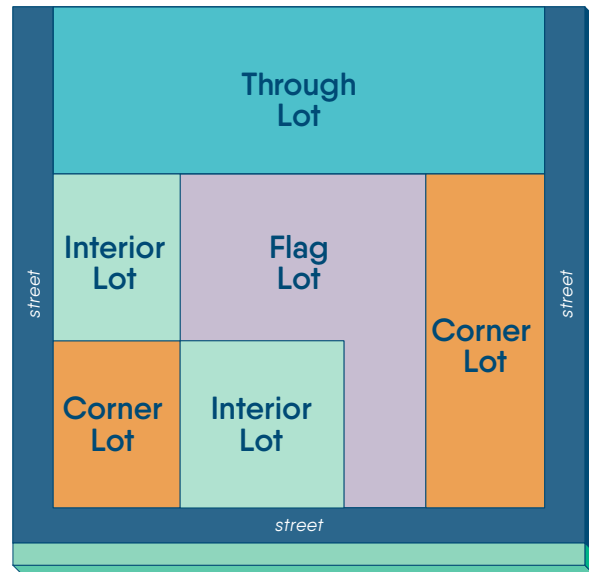 Through
Lot
Interior
Lot
Flag
Lot
street
street
Corner
Lot
Corner
Lot
Interior
Lot
street